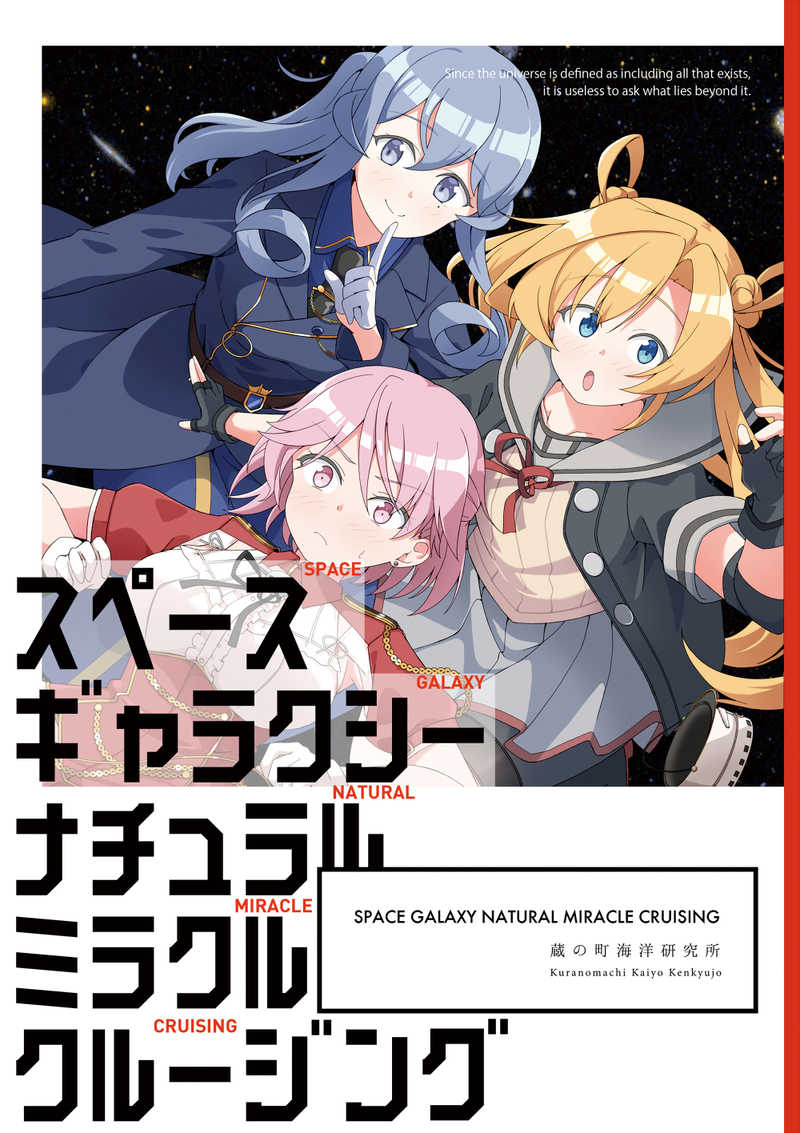 Since the universe is defined as including all that exists,
it is useless to ask what lies beyond it.
SPACE
スペース
GALAXY
ギャラクシー
NATURAL
ナチュラル
MIRACLE
ミラクル
CRUISING
クルージング
SPACE GALAXY NATURAL MIRACLE CRUISING
蔵の町海洋研究所
Kuranomachi Kaiyo Kenkyujo